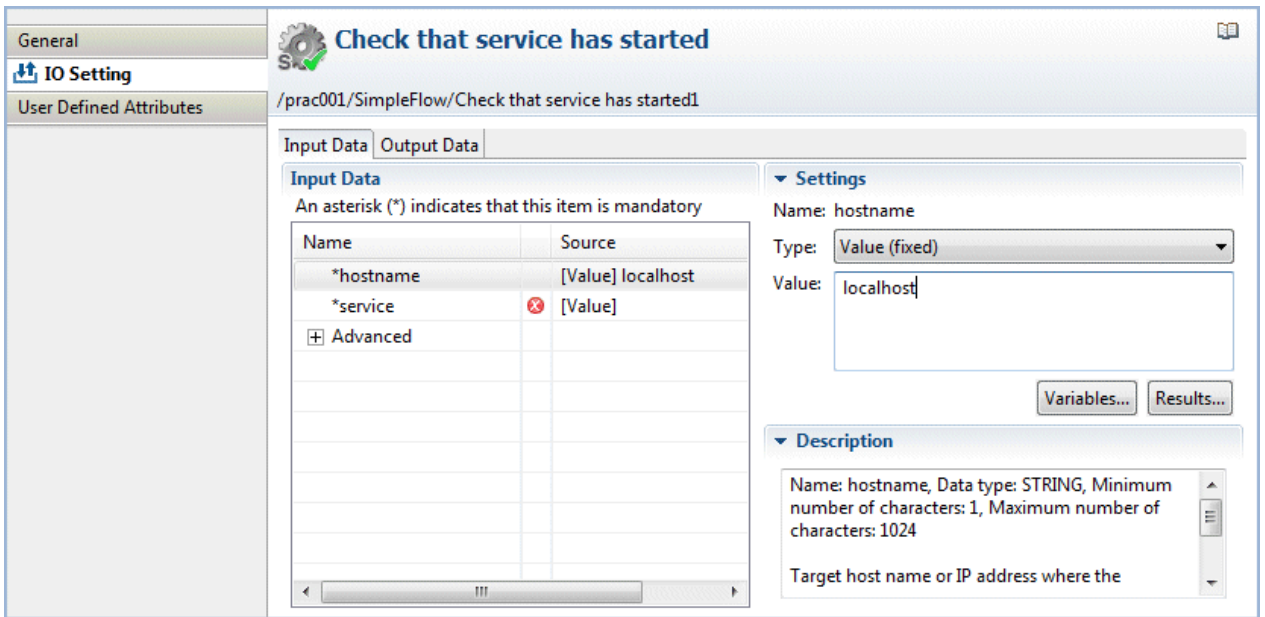 General
IO Setting
User Defined Attributes
Check that service has started
/prac001/SimpleFlow/Check that service has started1
Input Data Output Data
Input Data
An asterisk (*) indicates that this item is mandatory
Name Source
*hostname [Value] localhost
*service [Value]
Advanced
Settings
Name: hostname
Type: Value (fixed)
Value: localhost
Variables... Results...
Description
Name: hostname, Data type: STRING, Minimum
number of characters: 1, Maximum number of
characters: 1024
Target host name or IP address where the